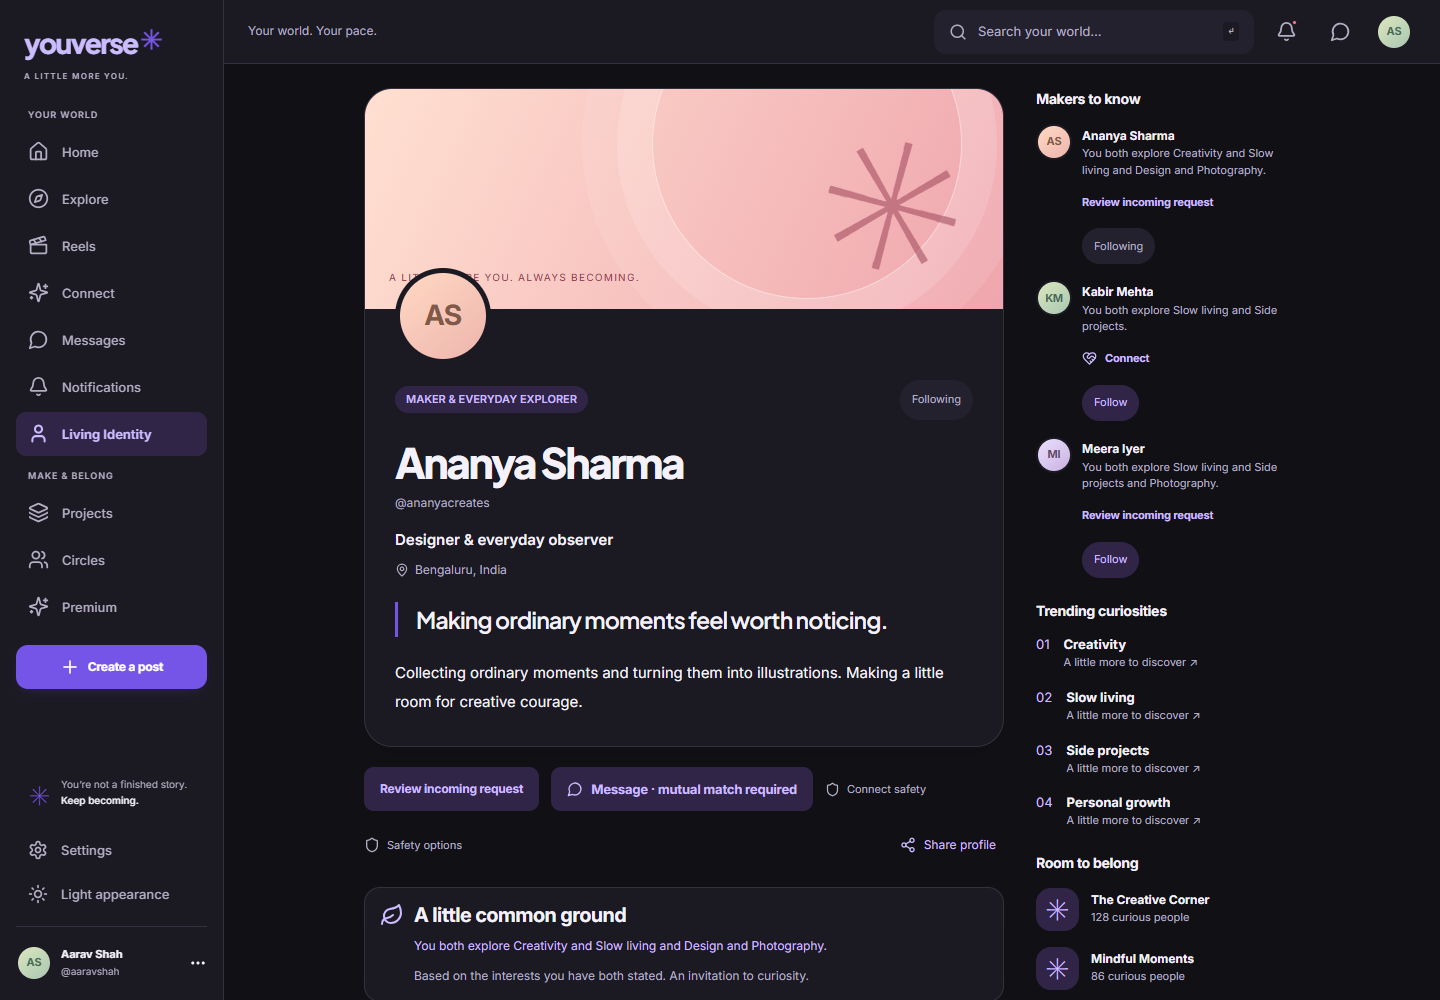 youverse
A LITTLE MORE YOU.
YOUR WORLD
Home
Explore
Reels
Connect
Messages
Notifications
Living Identity
MAKE & BELONG
Projects
Circles
Premium
Create a post
You're not a finished story.
Keep becoming.
Settings
Light appearance
AS
Aarav Shah
@aaravshah
Your world. Your pace.
Search your world...
AS
A LIT
E YOU. ALWAYS BECOMING.
AS
MAKER & EVERYDAY EXPLORER
Following
Ananya Sharma
@ananyacreates
Designer & everyday observer
Bengaluru, India
Making ordinary moments feel worth noticing.
Collecting ordinary moments and turning them into illustrations. Making a little
room for creative courage.
Review incoming request
Message · mutual match required
Connect safety
Safety options
Share profile
A little common ground
You both explore Creativity and Slow living and Design and Photography.
Based on the interests you have both stated. An invitation to curiosity.
Makers to know
AS
Ananya Sharma
You both explore Creativity and Slow
living and Design and Photography.
Review incoming request
Following
KM
Kabir Mehta
You both explore Slow living and Side
projects.
Connect
Follow
MI
Meera Iyer
You both explore Slow living and Side
projects and Photography.
Review incoming request
Follow
Trending curiosities
01 Creativity
A little more to discover ↗
02 Slow living
A little more to discover ↗
03 Side projects
A little more to discover ↗
04 Personal growth
A little more to discover ↗
Room to belong
The Creative Corner
128 curious people
Mindful Moments
86 curious people